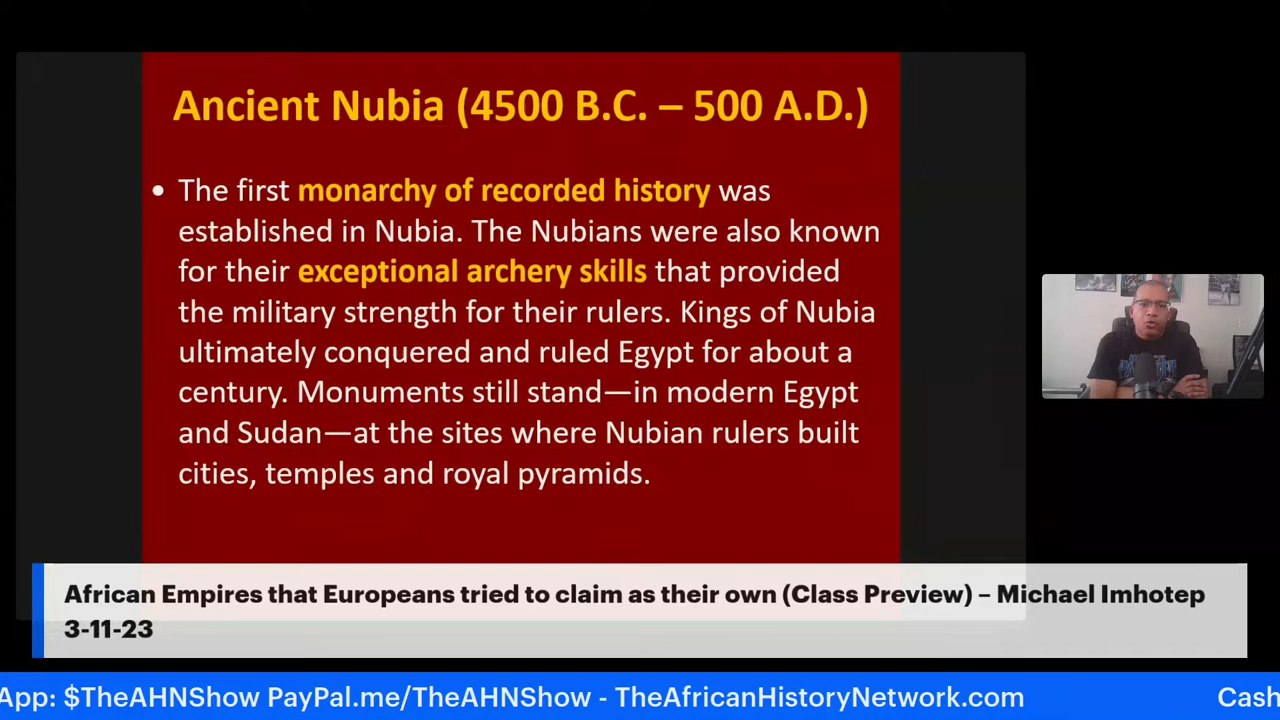 Ancient Nubia (4500 B.C. – 500 A.D.)
• The first monarchy of recorded history was
established in Nubia. The Nubians were also known
for their exceptional archery skills that provided
the military strength for their rulers. Kings of Nubia
ultimately conquered and ruled Egypt for about a
century. Monuments still stand—in modern Egypt
and Sudan—at the sites where Nubian rulers built
cities, temples and royal pyramids.
African Empires that Europeans tried to claim as their own (Class Preview) – Michael Imhotep
3-11-23
App: $TheAHNShow PayPal.me/TheAHNShow - TheAfricanHistoryNetwork.com Cash